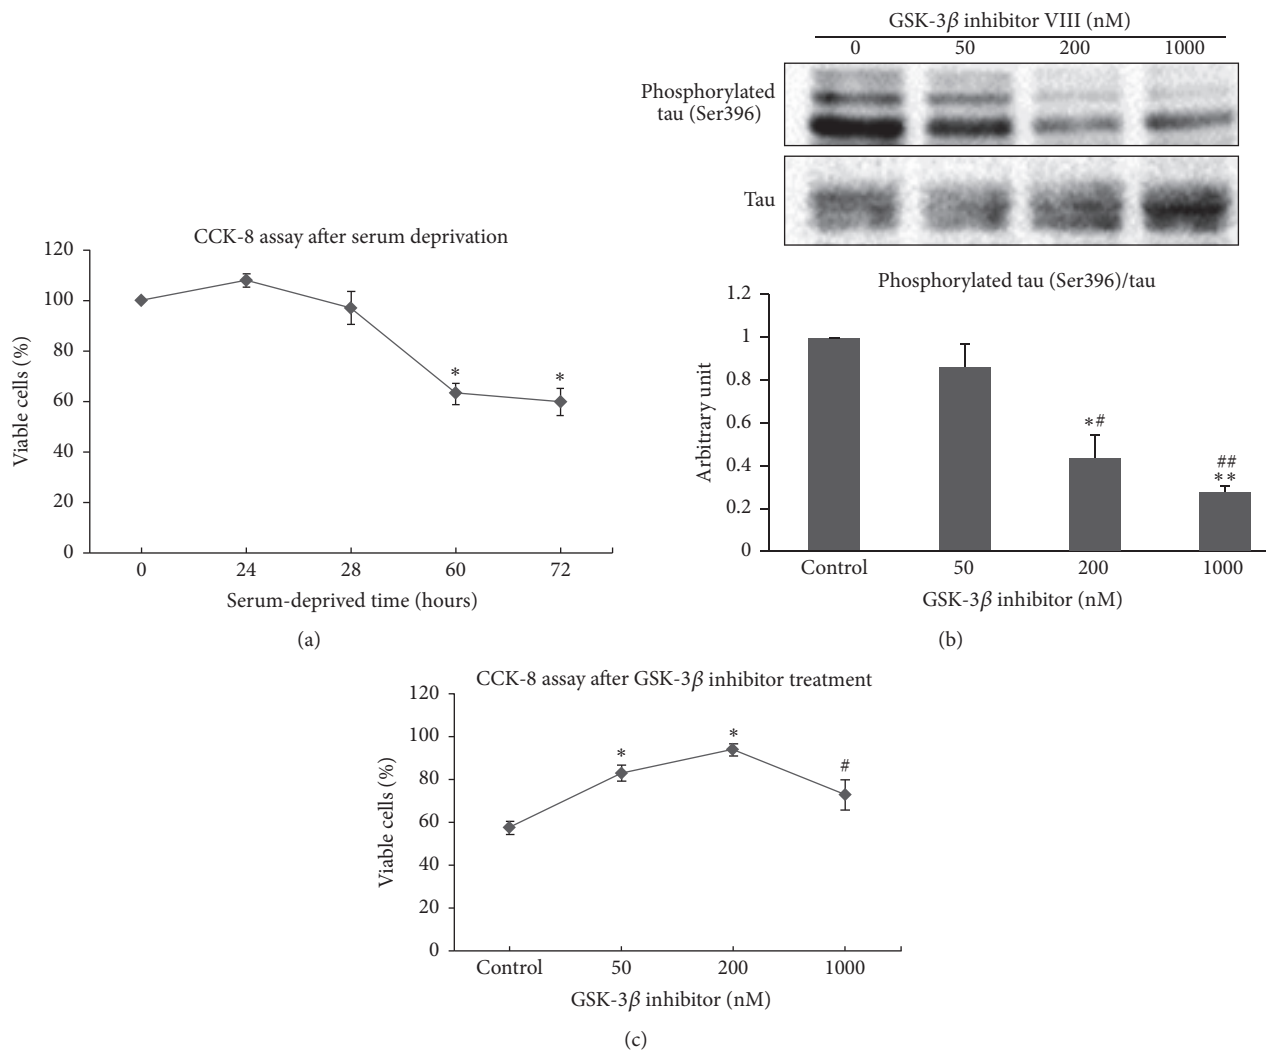 CCK-8 assay after serum deprivation
120
100
80
60
40
20
0
Viable cells (%)
*
*
0 24 28 60 72
Serum-deprived time (hours)
(a)
GSK-3β inhibitor VIII (nM)
0 50 200 1000
Phosphorylated
tau (Ser396)
Tau
Phosphorylated tau (Ser396)/tau
1.2
1
0.8
0.6
0.4
0.2
0
Arbitrary unit
*#
##
**
Control 50 200 1000
GSK-3β inhibitor (nM)
(b)
CCK-8 assay after GSK-3β inhibitor treatment
120
100
80
60
40
20
0
Viable cells (%)
*
*
#
Control 50 200 1000
GSK-3β inhibitor (nM)
(c)